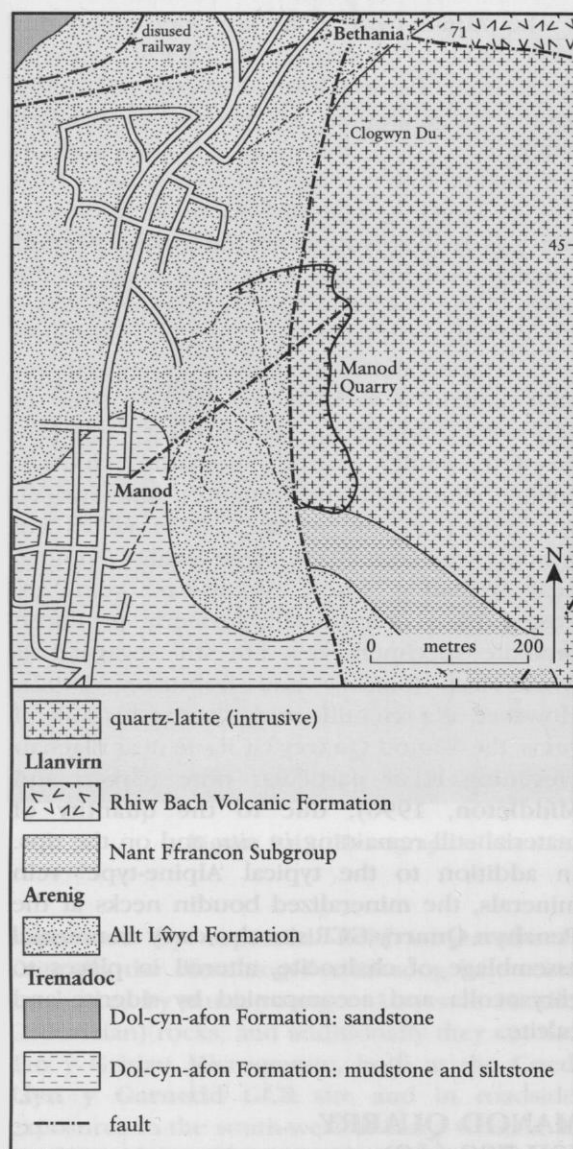 disused
railway
Bethania
71
Clogwyn Du
45
Manod
Quarry
Manod
N
0 metres 200
quartz-latite (intrusive)
Llanvirn
Rhiw Bach Volcanic Formation
Nant Ffrancon Subgroup
Arenig
Allt Lŵyd Formation
Tremadoc
Dol-cyn-afon Formation: sandstone
Dol-cyn-afon Formation: mudstone and siltstone
fault